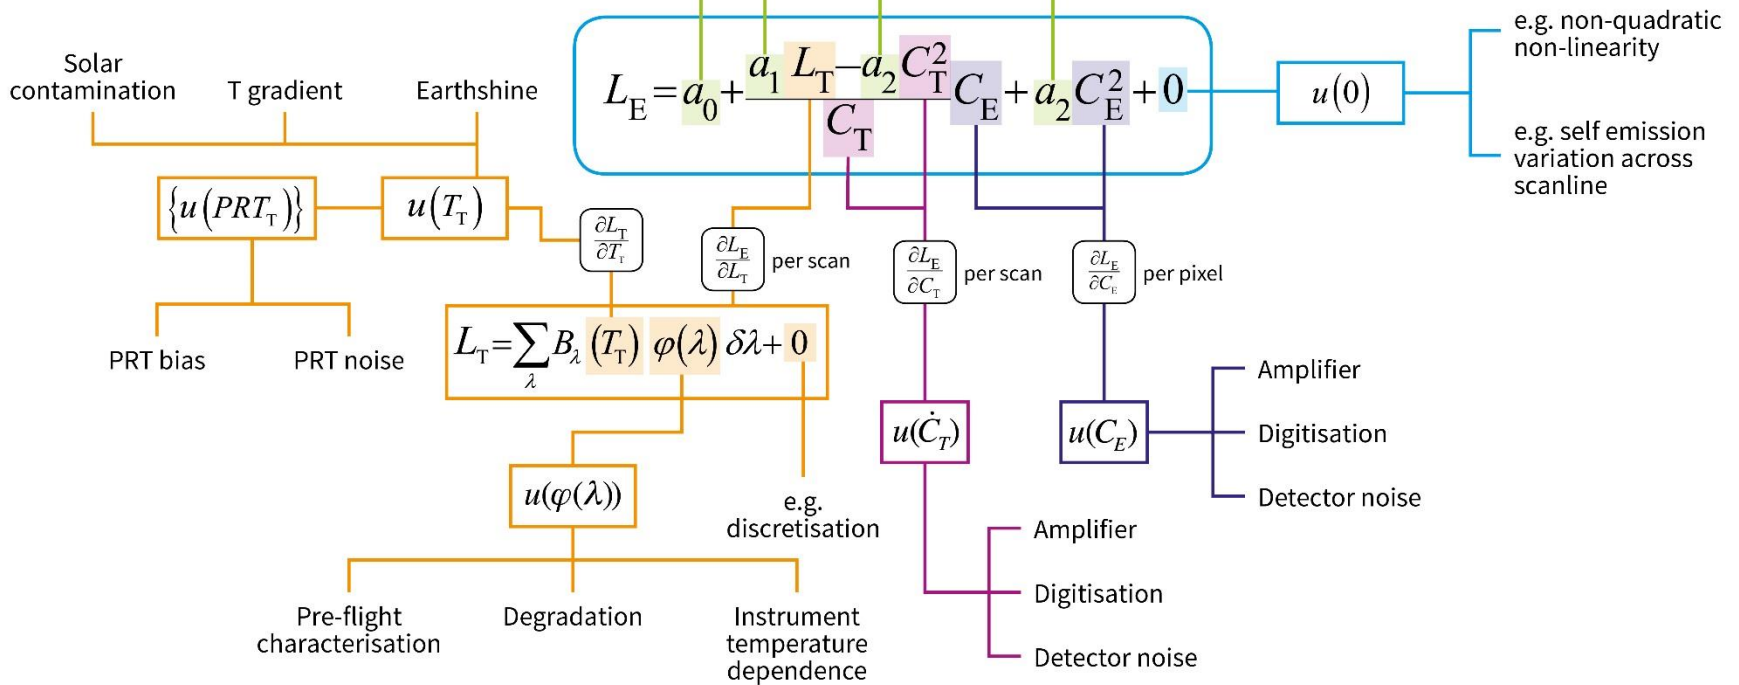 e.g. non-quadratic
non-linearity
Solar
contamination
T gradient
Earthshine
L_E = a_0 + (a_1 L_T − a_2 C_T^2) / C_T C_E + a_2 C_E^2 + 0
u(0)
e.g. self emission
variation across
scanline
{u(PRT_T)}
u(T_T)
∂L_T
∂T_T
∂L_E
∂L_T
per scan
∂L_E
∂C_T
per scan
∂L_E
∂C_E
per pixel
PRT bias
PRT noise
L_T = ∑_λ B_λ (T_T) φ(λ) δλ + 0
Amplifier
Digitisation
Detector noise
u(Ċ_T)
u(C_E)
u(φ(λ))
e.g.
discretisation
Amplifier
Digitisation
Detector noise
Pre-flight
characterisation
Degradation
Instrument
temperature
dependence